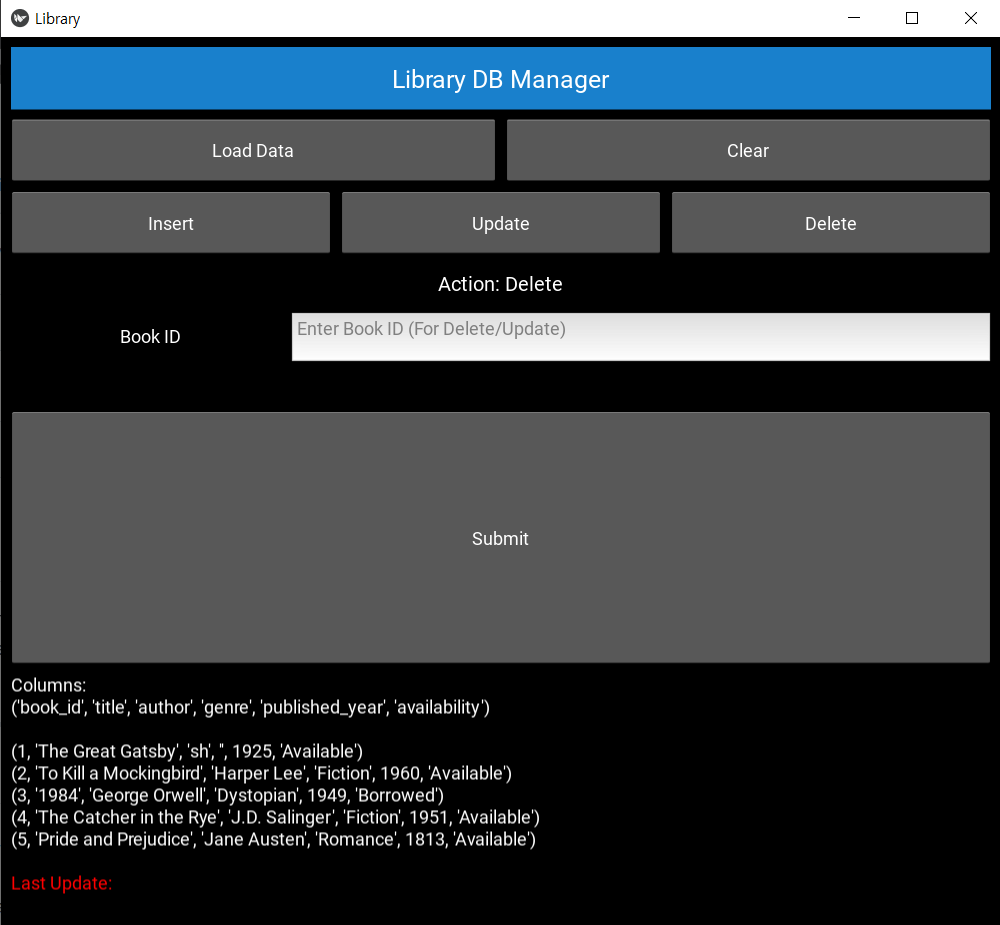 Library
Library DB Manager
Load Data
Clear
Insert
Update
Delete
Action: Delete
Book ID
Enter Book ID (For Delete/Update)
Submit
Columns:
('book_id', 'title', 'author', 'genre', 'published_year', 'availability')
(1, 'The Great Gatsby', 'sh', '', 1925, 'Available')
(2, 'To Kill a Mockingbird', 'Harper Lee', 'Fiction', 1960, 'Available')
(3, '1984', 'George Orwell', 'Dystopian', 1949, 'Borrowed')
(4, 'The Catcher in the Rye', 'J.D. Salinger', 'Fiction', 1951, 'Available')
(5, 'Pride and Prejudice', 'Jane Austen', 'Romance', 1813, 'Available')
Last Update: